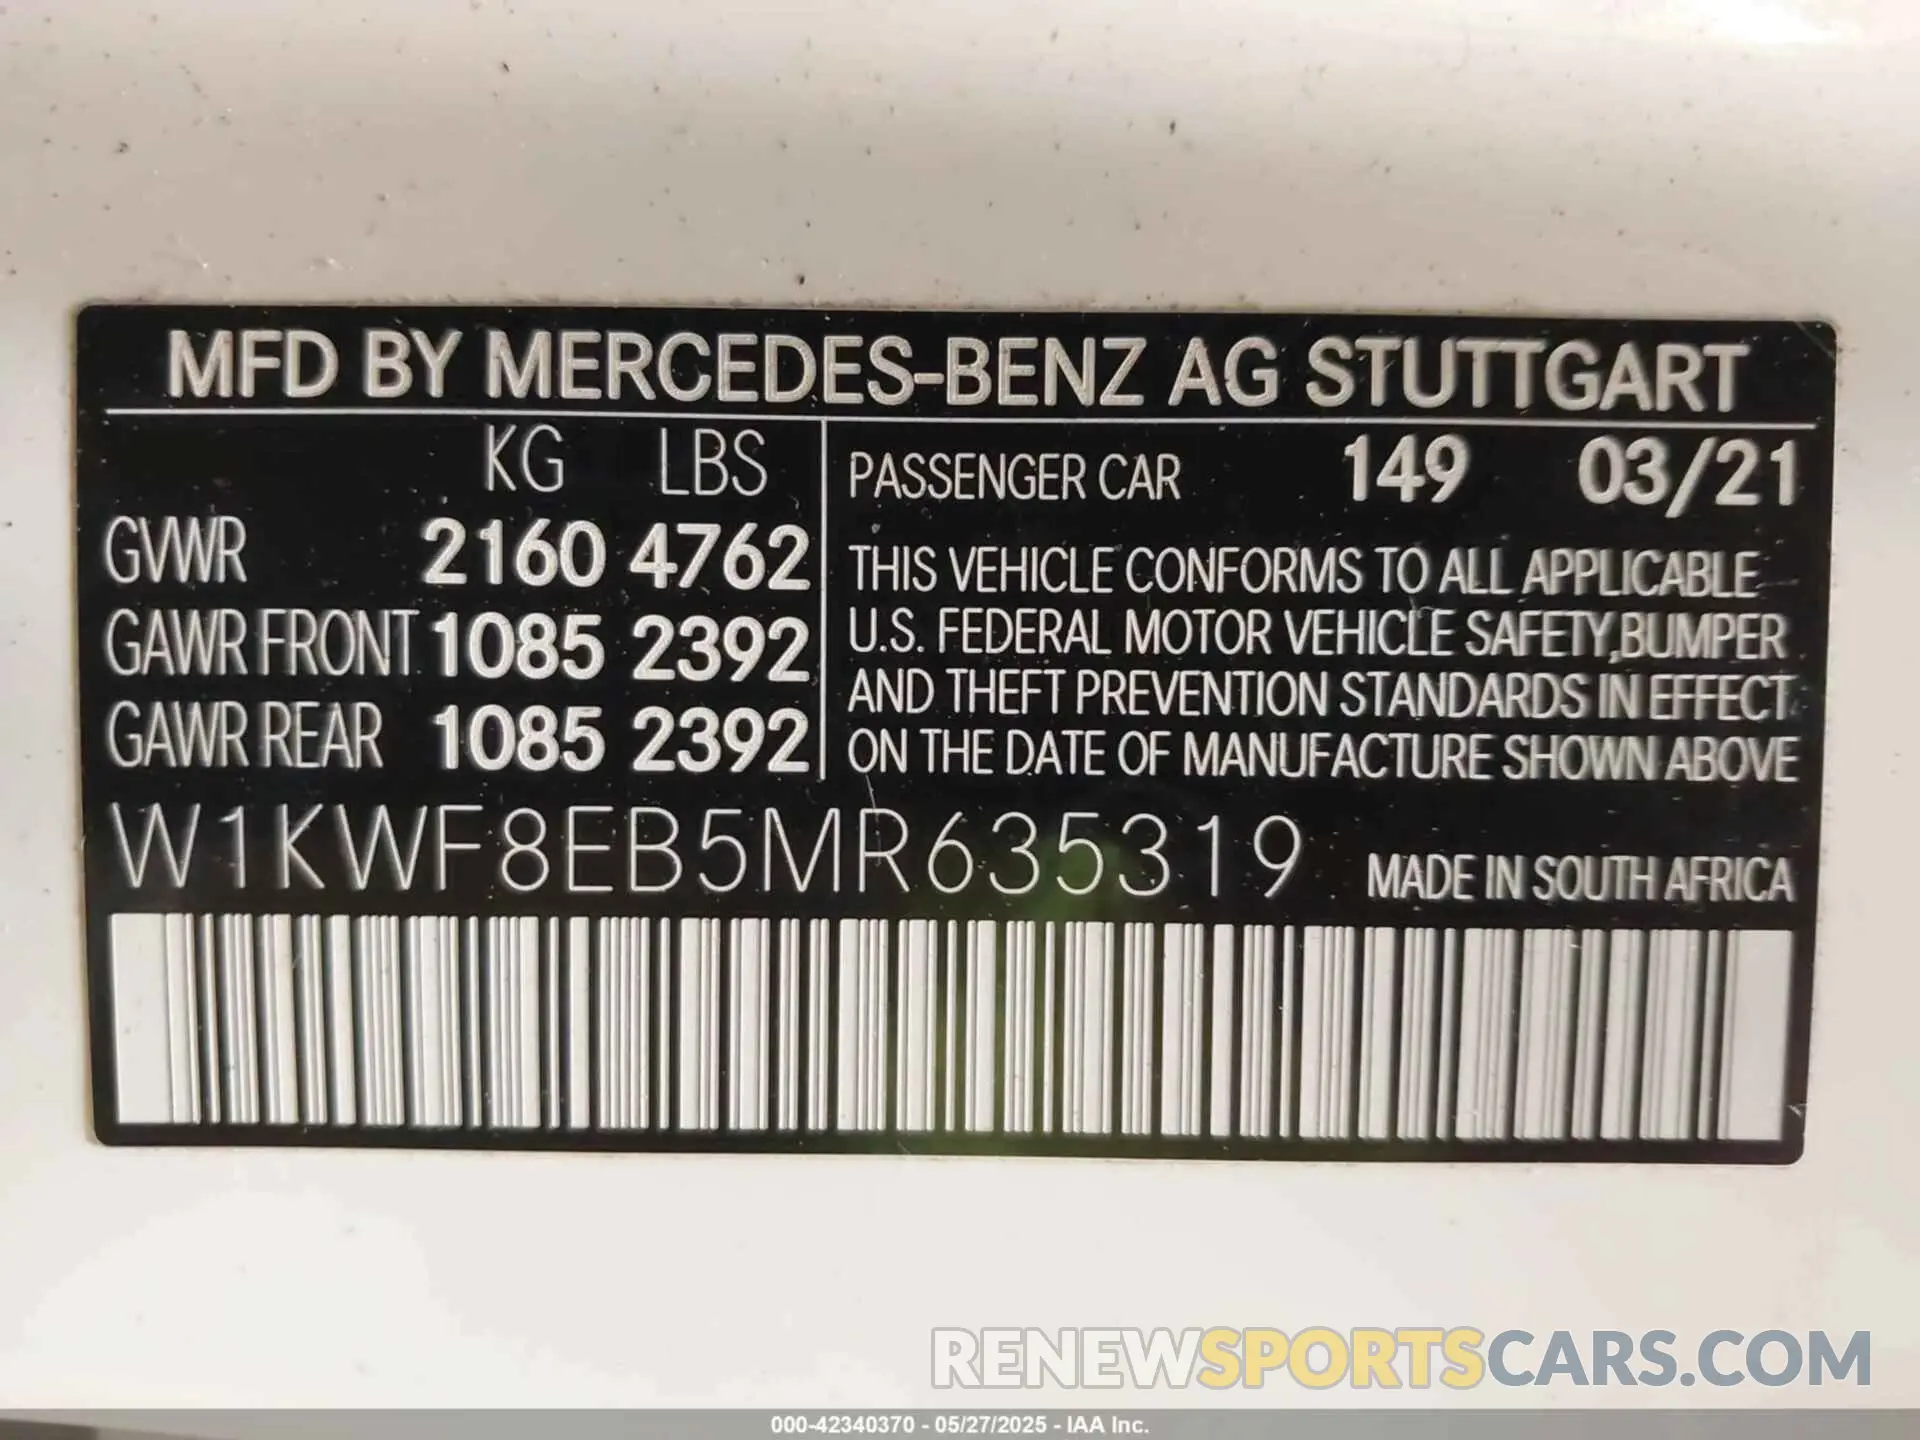 MFD BY MERCEDES-BENZ AG STUTTGART
KG LBS
GVWR 2160 4762
GAWR FRONT 1085 2392
GAWR REAR 1085 2392
PASSENGER CAR 149 03/21
THIS VEHICLE CONFORMS TO ALL APPLICABLE
U.S. FEDERAL MOTOR VEHICLE SAFETY,BUMPER
AND THEFT PREVENTION STANDARDS IN EFFECT
ON THE DATE OF MANUFACTURE SHOWN ABOVE
W1KWF8EB5MR635319 MADE IN SOUTH AFRICA
RENEWSPORTSCARS.COM
000-42340370 - 05/27/2025 - IAA Inc.